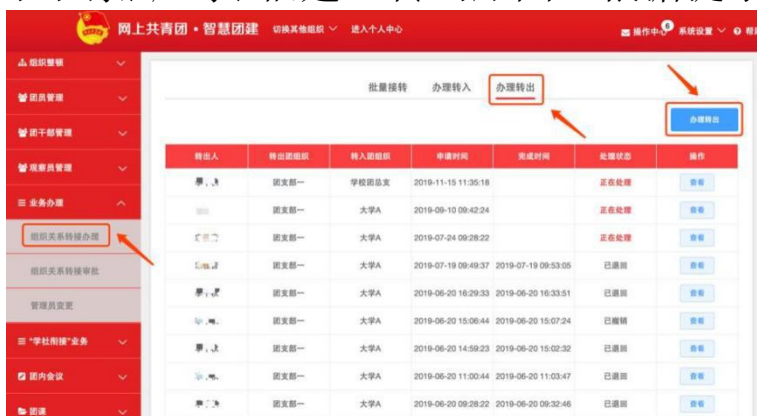 网上共青团·智慧团建 切换其他组织 进入个人中心 操作中心 6 系统设置
组织整顿
团员管理
团干部管理
观察员管理
业务办理
组织关系转接办理
组织关系转接审批
管理员变更
"学社衔接"业务
团内会议
团课
批量接转 办理转入 办理转出
办理转出
转出人 转出团组织 转入团组织 申请时间 完成时间 处理状态 操作
团支部一 学校团总支 2019-11-15 11:35:18 正在处理 查看
团支部一 大学A 2019-09-10 09:42:24 正在处理 查看
团支部一 大学A 2019-07-24 09:28:22 正在处理 查看
团支部一 大学A 2019-07-19 09:49:37 2019-07-19 09:53:05 已退回 查看
团支部一 大学A 2019-06-20 16:29:33 2019-06-20 16:33:51 已退回 查看
团支部一 大学A 2019-06-20 15:06:44 2019-06-20 15:07:24 已撤销 查看
团支部一 大学A 2019-06-20 14:59:23 2019-06-20 15:02:32 已退回 查看
团支部一 大学A 2019-06-20 11:00:44 2019-06-20 11:03:47 已退回 查看
团支部一 大学A 2019-06-20 09:28:22 2019-06-20 09:32:46 已退回 查看